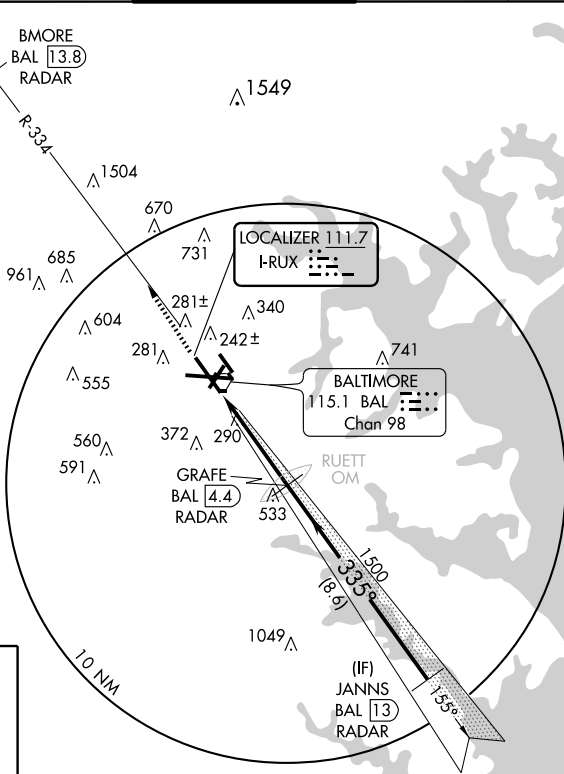 BMORE
BAL 13.8
RADAR
R-334
1549
1504
670
731
LOCALIZER 111.7
I-RUX
685
961
281±
340
604
242±
281
741
555
BALTIMORE
115.1 BAL
Chan 98
560
372
290
591
GRAFE
BAL 4.4
RADAR
RUETT
OM
533
1500
335°
(8.6)
1049
10 NM
(IF)
JANNS
BAL 13
RADAR
155°